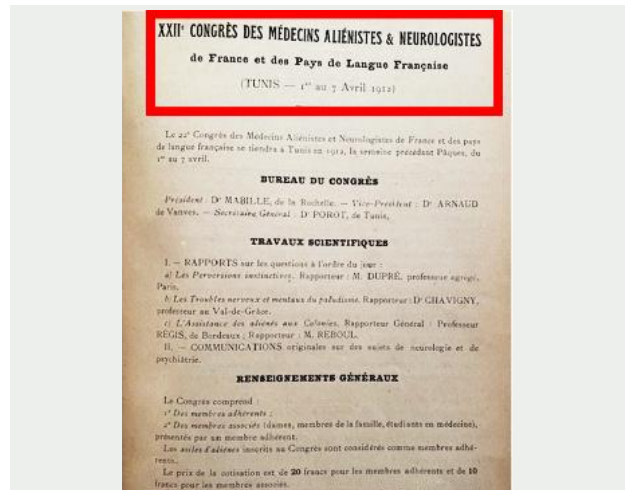 XXIIᵉ CONGRÈS DES MÉDECINS ALIÉNISTES & NEUROLOGISTES
de France et des Pays de Langue Française
(TUNIS — 1ᵉʳ au 7 Avril 1912)
Le 22ᵉ Congrès des Médecins Aliénistes et Neurologistes de France et des pays
de langue française se tiendra à Tunis en 1912, la semaine précédant Pâques, du
1ᵉʳ au 7 avril.
BUREAU DU CONGRÈS
Président : Dʳ MABILLE, de la Rochelle. — Vice-Président : Dʳ ARNAUD
de Vanves. — Secrétaire Général : Dʳ POROT, de Tunis.
TRAVAUX SCIENTIFIQUES
I. — RAPPORTS sur les questions à l'ordre du jour :
a) Les Perversions instinctives. Rapporteur : M. DUPRÉ, professeur agrégé,
Paris.
b) Les Troubles nerveux et mentaux du paludisme. Rapporteur : Dʳ CHAVIGNY,
professeur au Val-de-Grâce.
c) L'Assistance des aliénés aux Colonies. Rapporteur Général : Professeur
RÉGIS, de Bordeaux ; Rapporteur : M. REBOUL.
II. — COMMUNICATIONS originales sur des sujets de neurologie et de
psychiâtrie.
RENSEIGNEMENTS GÉNÉRAUX
Le Congrès comprend :
1° Des membres adhérents ;
2° Des membres associés (dames, membres de la famille, étudiants en médecine),
présentés par un membre adhérent.
Les asiles d'aliénés inscrits au Congrès sont considérés comme membres adhé-
rents.
Le prix de la cotisation est de 20 francs pour les membres adhérents et de 10
francs pour les membres associés.